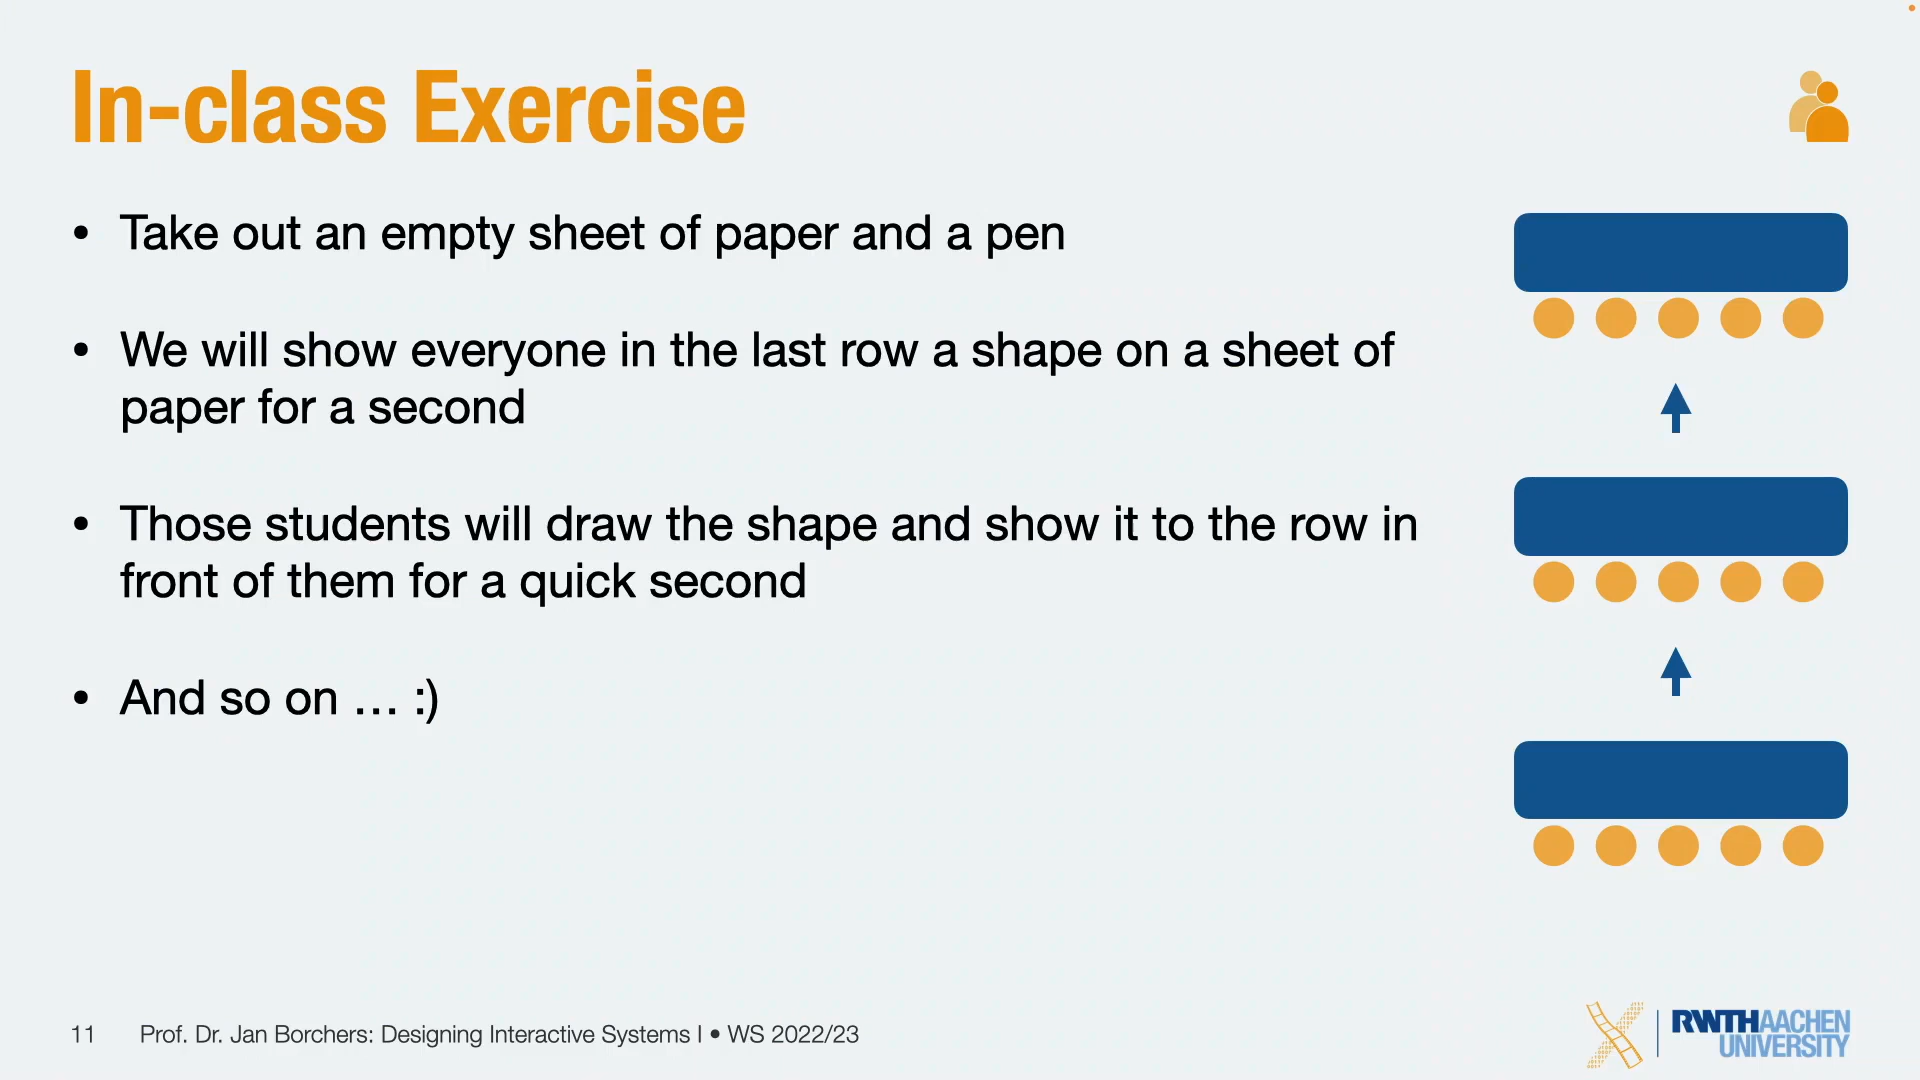 In-class Exercise
• Take out an empty sheet of paper and a pen
• We will show everyone in the last row a shape on a sheet of
paper for a second
• Those students will draw the shape and show it to the row in
front of them for a quick second
• And so on … :)
11 Prof. Dr. Jan Borchers: Designing Interactive Systems I • WS 2022/23
RWTHAACHEN
UNIVERSITY